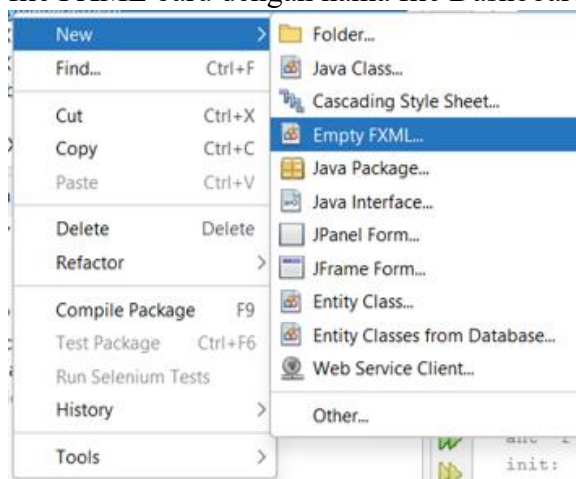 New
Find... Ctrl+F
Cut Ctrl+X
Copy Ctrl+C
Paste Ctrl+V
Delete Delete
Refactor
Compile Package F9
Test Package Ctrl+F6
Run Selenium Tests
History
Tools
Folder...
Java Class...
Cascading Style Sheet...
Empty FXML...
Java Package...
Java Interface...
JPanel Form...
JFrame Form...
Entity Class...
Entity Classes from Database...
Web Service Client...
Other...
init: